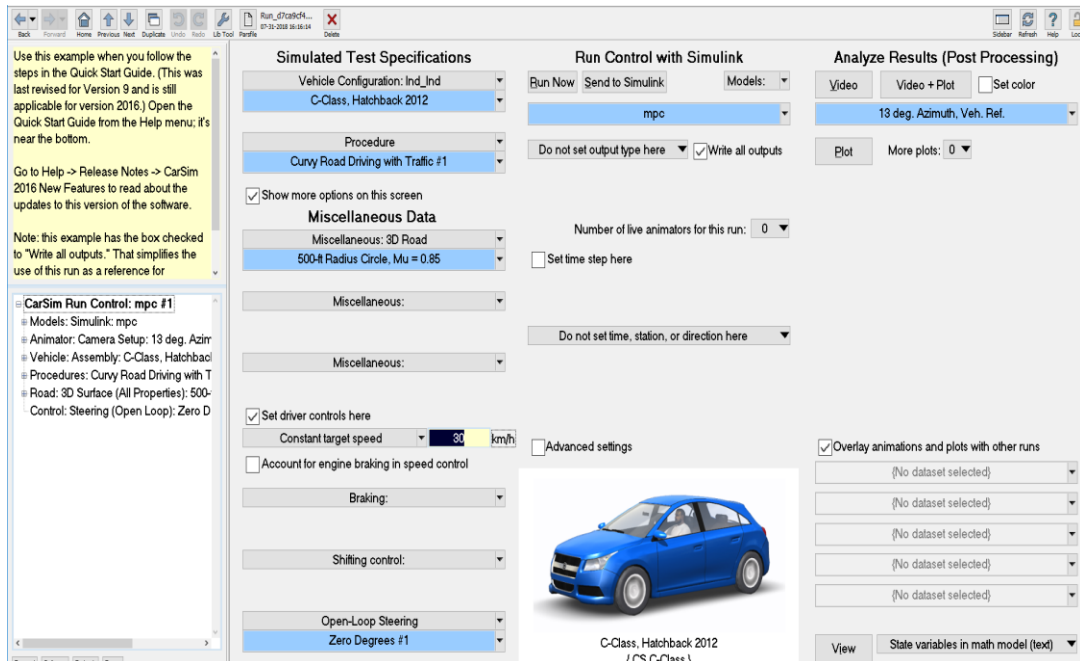 Back Forward Home Previous Next Duplicate Undo Redo Lib Tool Parsfile
Run_d7ca9cf4...
07-31-2018 16:16:14
Delete
Sidebar Refresh Help
Use this example when you follow the
steps in the Quick Start Guide. (This was
last revised for Version 9 and is still
applicable for version 2016.) Open the
Quick Start Guide from the Help menu; it's
near the bottom.
Go to Help -> Release Notes -> CarSim
2016 New Features to read about the
updates to this version of the software.
Note: this example has the box checked
to "Write all outputs." That simplifies the
use of this run as a reference for
CarSim Run Control: mpc #1
Models: Simulink: mpc
Animator: Camera Setup: 13 deg. Azim
Vehicle: Assembly: C-Class, Hatchbac
Procedures: Curvy Road Driving with T
Road: 3D Surface (All Properties): 500-
Control: Steering (Open Loop): Zero D
Simulated Test Specifications
Vehicle Configuration: Ind_Ind
C-Class, Hatchback 2012
Procedure
Curvy Road Driving with Traffic #1
Show more options on this screen
Miscellaneous Data
Miscellaneous: 3D Road
500-ft Radius Circle, Mu = 0.85
Miscellaneous:
Miscellaneous:
Set driver controls here
Constant target speed 30 km/h
Account for engine braking in speed control
Braking:
Shifting control:
Open-Loop Steering
Zero Degrees #1
Run Control with Simulink
Run Now Send to Simulink Models:
mpc
Do not set output type here Write all outputs
Number of live animators for this run: 0
Set time step here
Do not set time, station, or direction here
Advanced settings
C-Class, Hatchback 2012
{ CS C-Class }
Analyze Results (Post Processing)
Video Video + Plot Set color
13 deg. Azimuth, Veh. Ref.
Plot More plots: 0
Overlay animations and plots with other runs
{No dataset selected}
{No dataset selected}
{No dataset selected}
{No dataset selected}
{No dataset selected}
View State variables in math model (text)